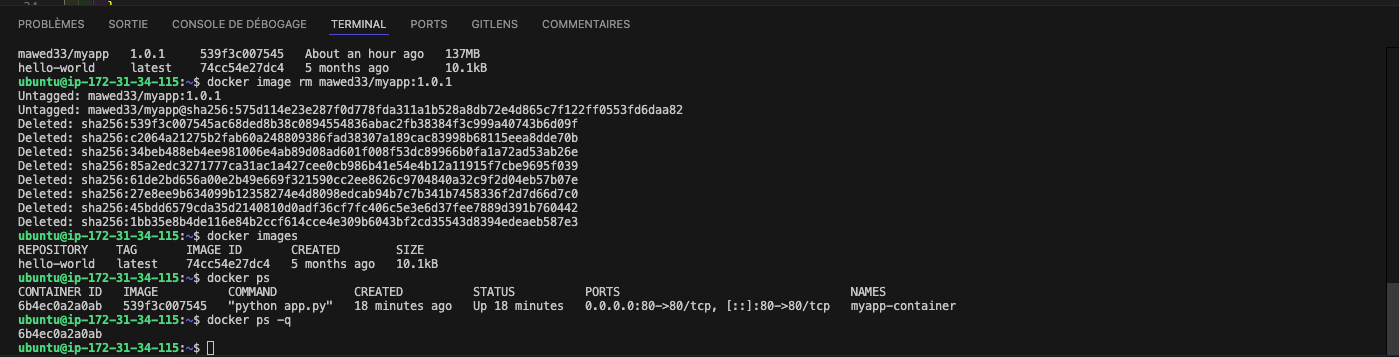 PROBLÈMES SORTIE CONSOLE DE DÉBOGAGE TERMINAL PORTS GITLENS COMMENTAIRES
mawed33/myapp 1.0.1 539f3c007545 About an hour ago 137MB
hello-world latest 74cc54e27dc4 5 months ago 10.1kB
ubuntu@ip-172-31-34-115:~$ docker image rm mawed33/myapp:1.0.1
Untagged: mawed33/myapp:1.0.1
Untagged: mawed33/myapp@sha256:575d114e23e287f0d778fda311a1b528a8db72e4d865c7f122ff0553fd6daa82
Deleted: sha256:539f3c007545ac68ded8b38c0894554836abac2fb38384f3c999a40743b6d09f
Deleted: sha256:c2064a21275b2fab60a248809386fad38307a189cac83998b68115eea8dde70b
Deleted: sha256:34beb488eb4ee981006e4ab89d08ad601f008f53dc89966b0fa1a72ad53ab26e
Deleted: sha256:85a2edc3271777ca31ac1a427cee0cb986b41e54e4b12a11915f7cbe9695f039
Deleted: sha256:61de2bd656a00e2b49e669f321590cc2ee8626c9704840a32c9f2d04eb57b07e
Deleted: sha256:27e8ee9b634099b12358274e4d8098edcab94b7c7b341b7458336f2d7d66d7c0
Deleted: sha256:45bdd6579cda35d2140810d0adf36cf7fc406c5e3e6d37fee7889d391b760442
Deleted: sha256:1bb35e8b4de116e84b2ccf614cce4e309b6043bf2cd35543d8394edeaeb587e3
ubuntu@ip-172-31-34-115:~$ docker images
REPOSITORY TAG IMAGE ID CREATED SIZE
hello-world latest 74cc54e27dc4 5 months ago 10.1kB
ubuntu@ip-172-31-34-115:~$ docker ps
CONTAINER ID IMAGE COMMAND CREATED STATUS PORTS NAMES
6b4ec0a2a0ab 539f3c007545 "python app.py" 18 minutes ago Up 18 minutes 0.0.0.0:80->80/tcp, [::]:80->80/tcp myapp-container
ubuntu@ip-172-31-34-115:~$ docker ps -q
6b4ec0a2a0ab
ubuntu@ip-172-31-34-115:~$